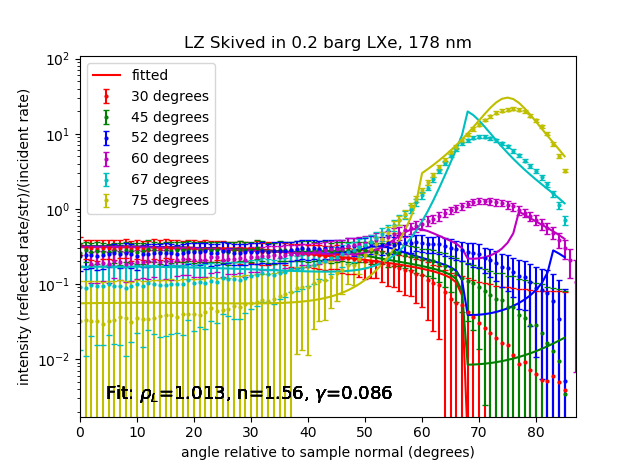 LZ Skived in 0.2 barg LXe, 178 nm
intensity (reflected rate/str)/(incident rate)
10²
10¹
10⁰
10⁻¹
10⁻²
fitted
30 degrees
45 degrees
52 degrees
60 degrees
67 degrees
75 degrees
Fit: ρ_L=1.013, n=1.56, γ=0.086
0 10 20 30 40 50 60 70 80
angle relative to sample normal (degrees)